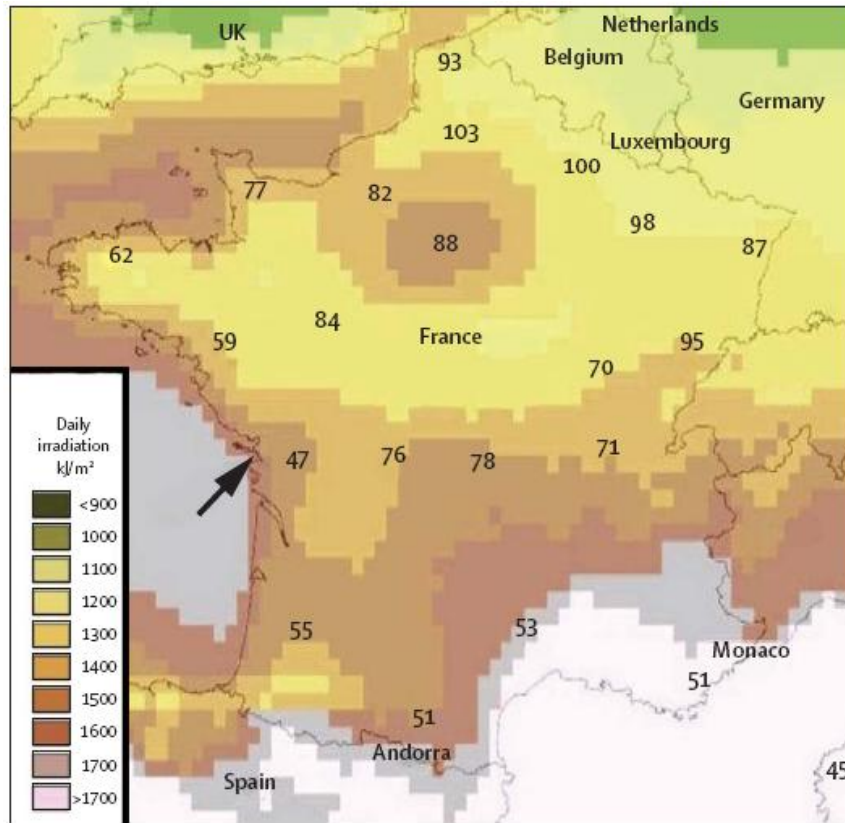 UK
Netherlands
93
Belgium
Germany
103
Luxembourg
100
77
82
98
88
87
62
84
59
France
95
70
47
76
78
71
55
53
Monaco
51
51
Andorra
Spain
45
Daily
irradiation
kJ/m²
<900
1000
1100
1200
1300
1400
1500
1600
1700
>1700